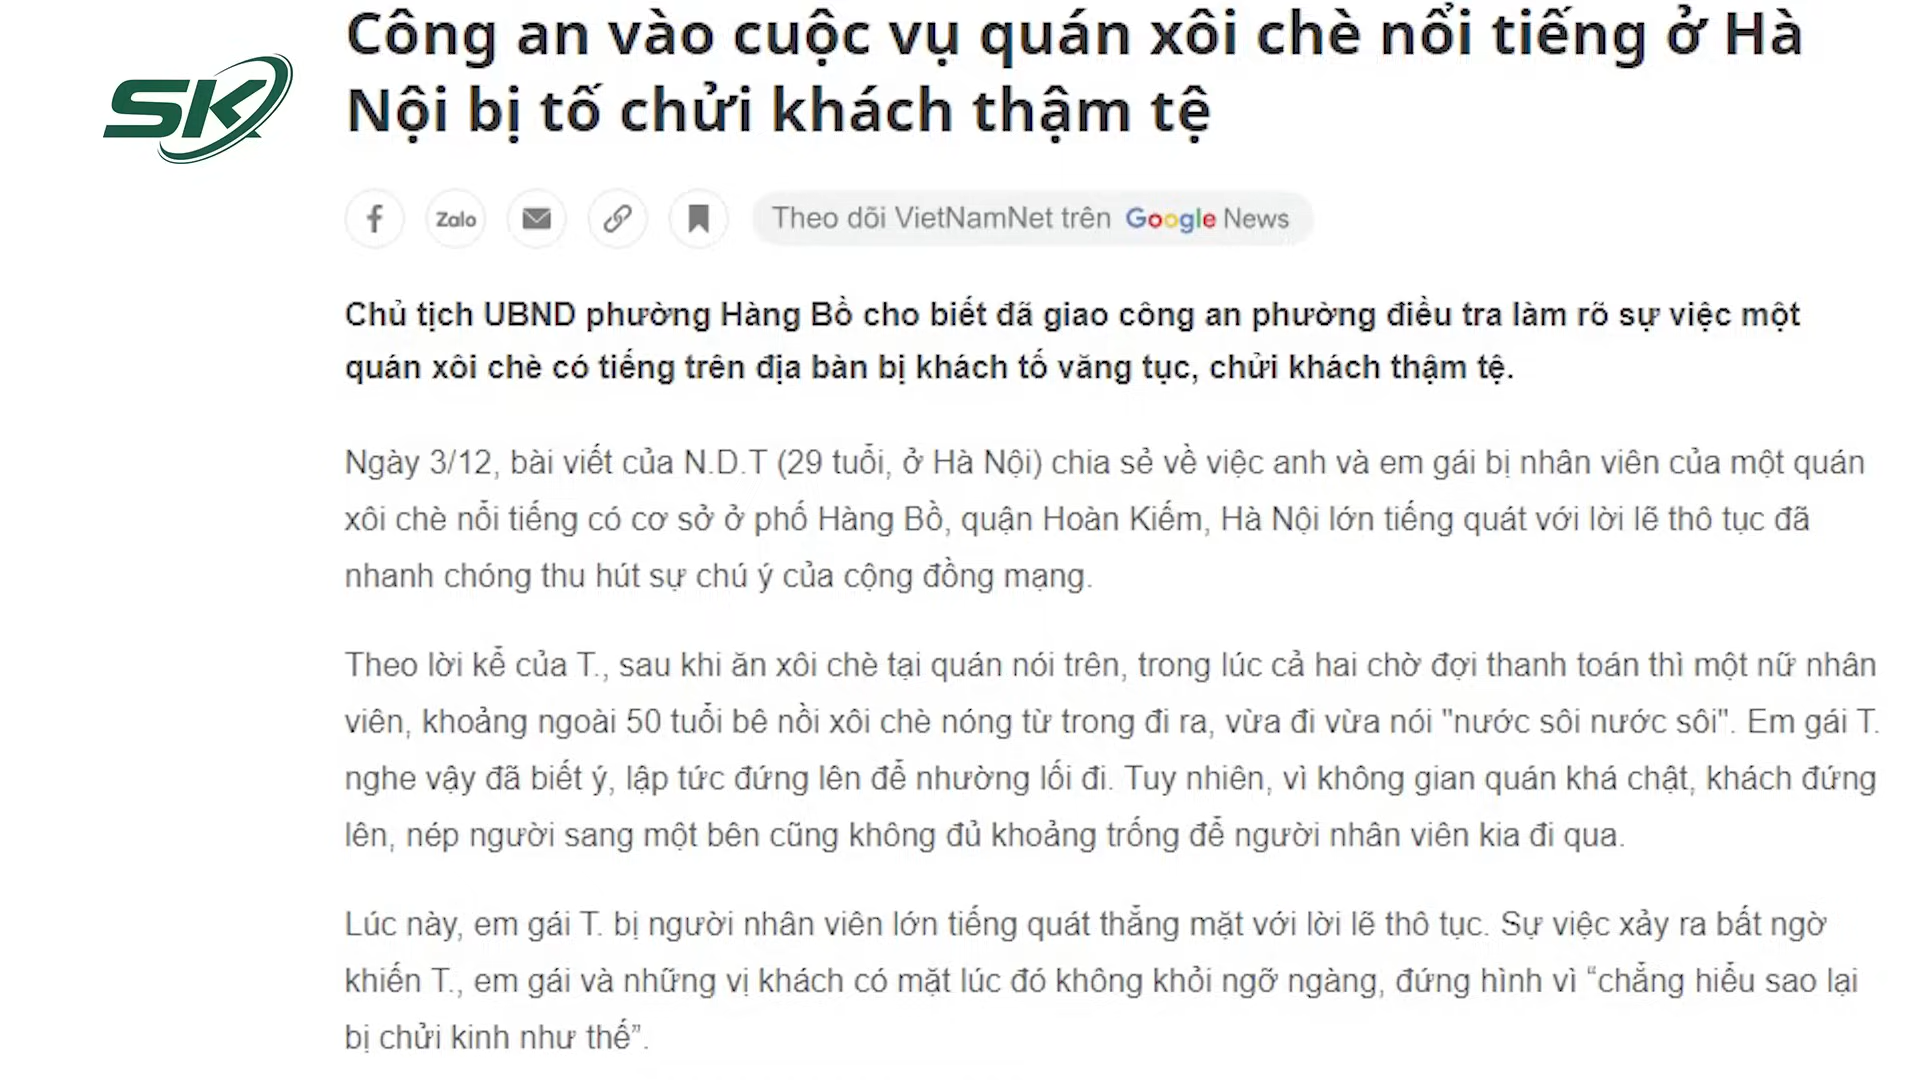 Công an vào cuộc vụ quán xôi chè nổi tiếng ở Hà
Nội bị tố chửi khách thậm tệ
SK
Zalo
Theo dõi VietNamNet trên Google News
Chủ tịch UBND phường Hàng Bồ cho biết đã giao công an phường điều tra làm rõ sự việc một
quán xôi chè có tiếng trên địa bàn bị khách tố văng tục, chửi khách thậm tệ.
Ngày 3/12, bài viết của N.D.T (29 tuổi, ở Hà Nội) chia sẻ về việc anh và em gái bị nhân viên của một quán
xôi chè nổi tiếng có cơ sở ở phố Hàng Bồ, quận Hoàn Kiếm, Hà Nội lớn tiếng quát với lời lẽ thô tục đã
nhanh chóng thu hút sự chú ý của cộng đồng mạng.
Theo lời kể của T., sau khi ăn xôi chè tại quán nói trên, trong lúc cả hai chờ đợi thanh toán thì một nữ nhân
viên, khoảng ngoài 50 tuổi bê nồi xôi chè nóng từ trong đi ra, vừa đi vừa nói "nước sôi nước sôi". Em gái T.
nghe vậy đã biết ý, lập tức đứng lên để nhường lối đi. Tuy nhiên, vì không gian quán khá chật, khách đứng
lên, nép người sang một bên cũng không đủ khoảng trống để người nhân viên kia đi qua.
Lúc này, em gái T. bị người nhân viên lớn tiếng quát thẳng mặt với lời lẽ thô tục. Sự việc xảy ra bất ngờ
khiến T., em gái và những vị khách có mặt lúc đó không khỏi ngỡ ngàng, đứng hình vì “chẳng hiểu sao lại
bị chửi kinh như thế”.